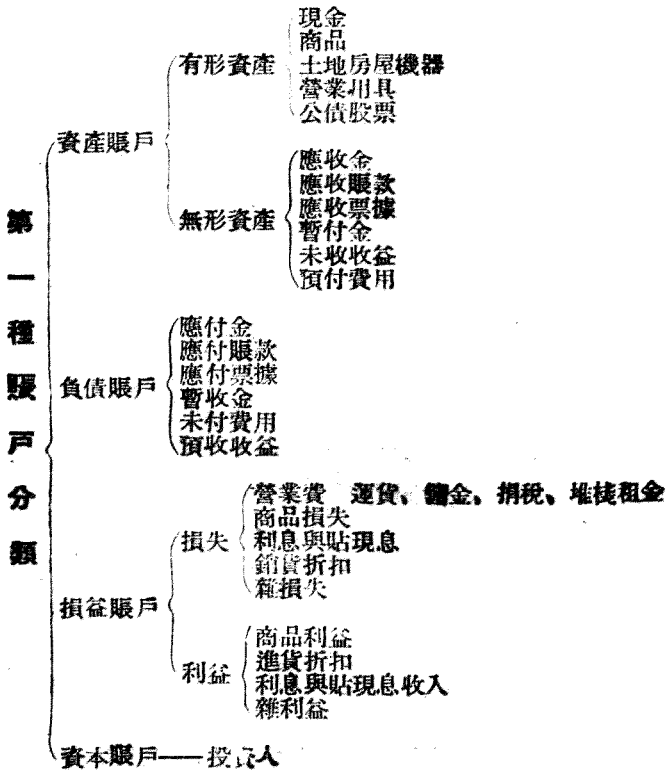 第一種賬戶分類
資產賬戶
有形資產
現金
商品
土地房屋機器
營業用具
公債股票
無形資產
應收金
應收賬款
應收票據
暫付金
未收收益
預付費用
負債賬戶
應付金
應付賬款
應付票據
暫收金
未付費用
預收收益
損益賬戶
損失
營業費 運貨、佣金、捐稅、堆棧租金
商品損失
利息與貼現息
銷貨折扣
雜損失
利益
商品利益
進貨折扣
利息與貼現息收入
雜利益
資本賬戶——投資人